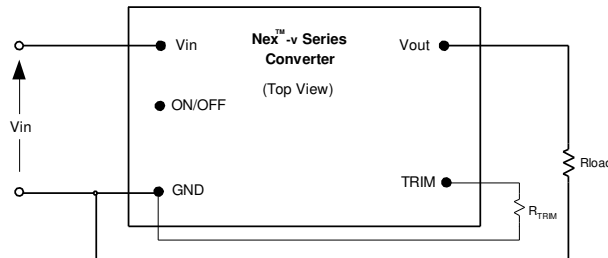 Nex™-v Series
Converter
(Top View)
Vin
Vout
ON/OFF
Vin
Rload
TRIM
GND
RTRIM